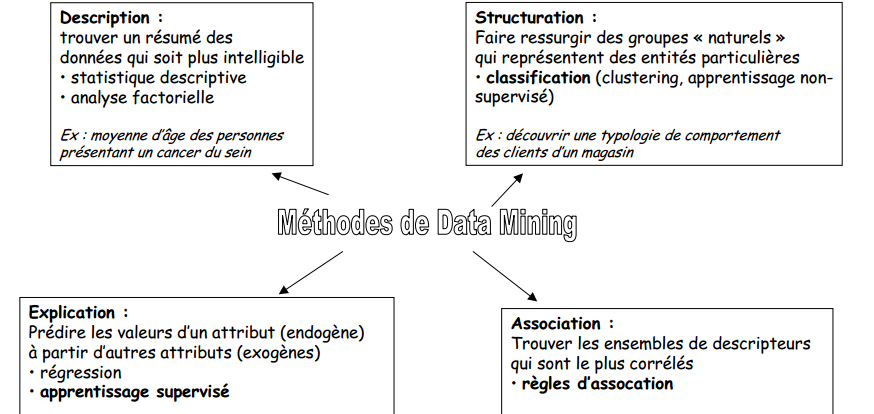 Description :
trouver un résumé des
données qui soit plus intelligible
• statistique descriptive
• analyse factorielle
Ex : moyenne d'âge des personnes
présentant un cancer du sein
Structuration :
Faire ressurgir des groupes « naturels »
qui représentent des entités particulières
• classification (clustering, apprentissage non-
supervisé)
Ex : découvrir une typologie de comportement
des clients d'un magasin
Méthodes de Data Mining
Explication :
Prédire les valeurs d'un attribut (endogène)
à partir d'autres attributs (exogènes)
• régression
• apprentissage supervisé
Association :
Trouver les ensembles de descripteurs
qui sont le plus corrélés
• règles d'assocation